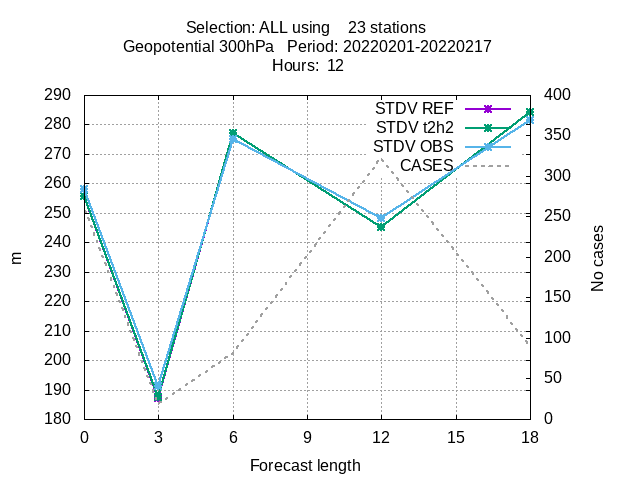 Selection: ALL using 23 stations
Geopotential 300hPa Period: 20220201-20220217
Hours: 12
290
280
270
260
250
240
230
220
210
200
190
180
m
STDV REF
STDV t2h2
STDV OBS
CASES
400
350
300
250
200
150
100
50
0
No cases
0 3 6 9 12 15 18
Forecast length